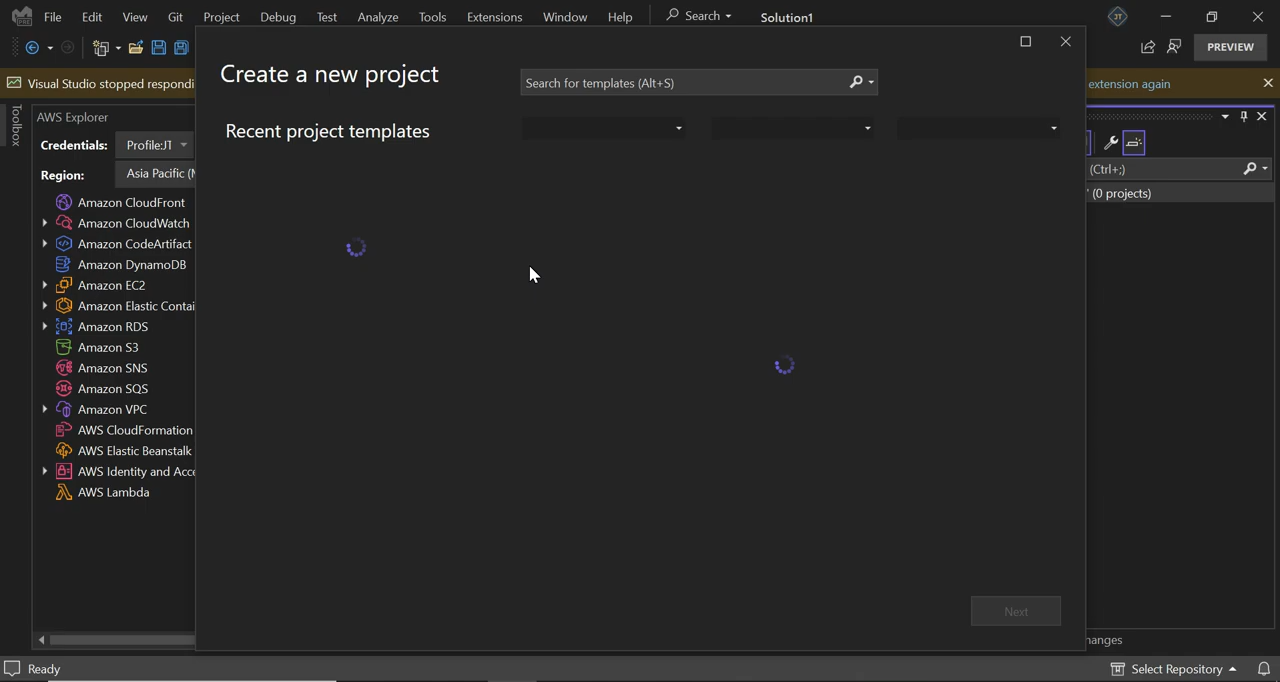 File Edit View Git Project Debug Test Analyze Tools Extensions Window Help Search Solution1 JT
PRE
PREVIEW
Visual Studio stopped respondi
extension again
Create a new project
Search for templates (Alt+S)
Recent project templates
Toolbox
AWS Explorer
Credentials: Profile:JT
Region: Asia Pacific (
Amazon CloudFront
Amazon CloudWatch
Amazon CodeArtifact
Amazon DynamoDB
Amazon EC2
Amazon Elastic Contai
Amazon RDS
Amazon S3
Amazon SNS
Amazon SQS
Amazon VPC
AWS CloudFormation
AWS Elastic Beanstalk
AWS Identity and Acce
AWS Lambda
(Ctrl+;)
' (0 projects)
Next
hanges
Ready
Select Repository